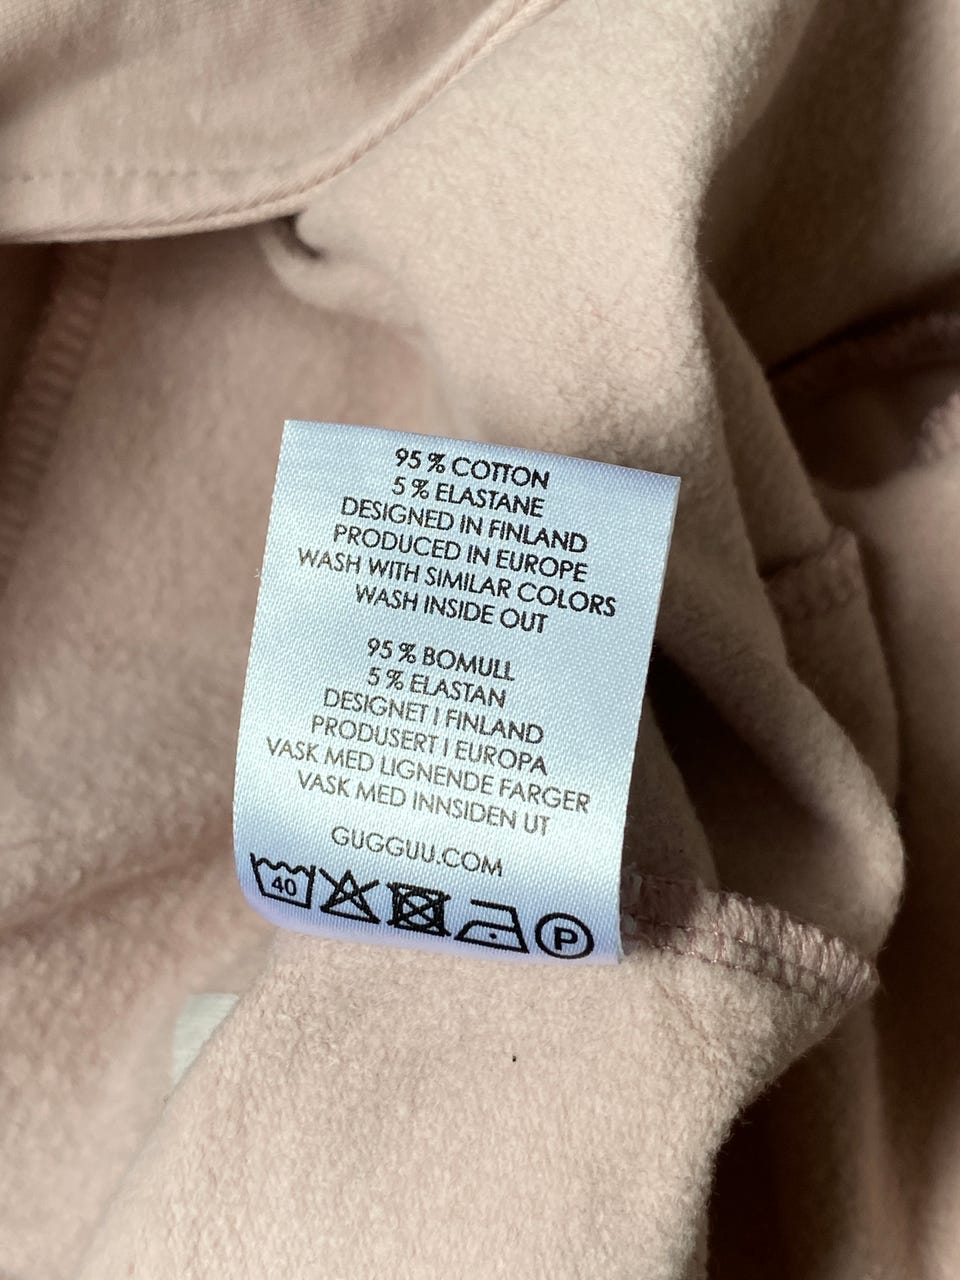 95 % COTTON
5 % ELASTANE
DESIGNED IN FINLAND
PRODUCED IN EUROPE
WASH WITH SIMILAR COLORS
WASH INSIDE OUT
95 % BOMULL
5 % ELASTAN
DESIGNET I FINLAND
PRODUSERT I EUROPA
VASK MED LIGNENDE FARGER
VASK MED INNSIDEN UT
GUGGUU.COM
40 P